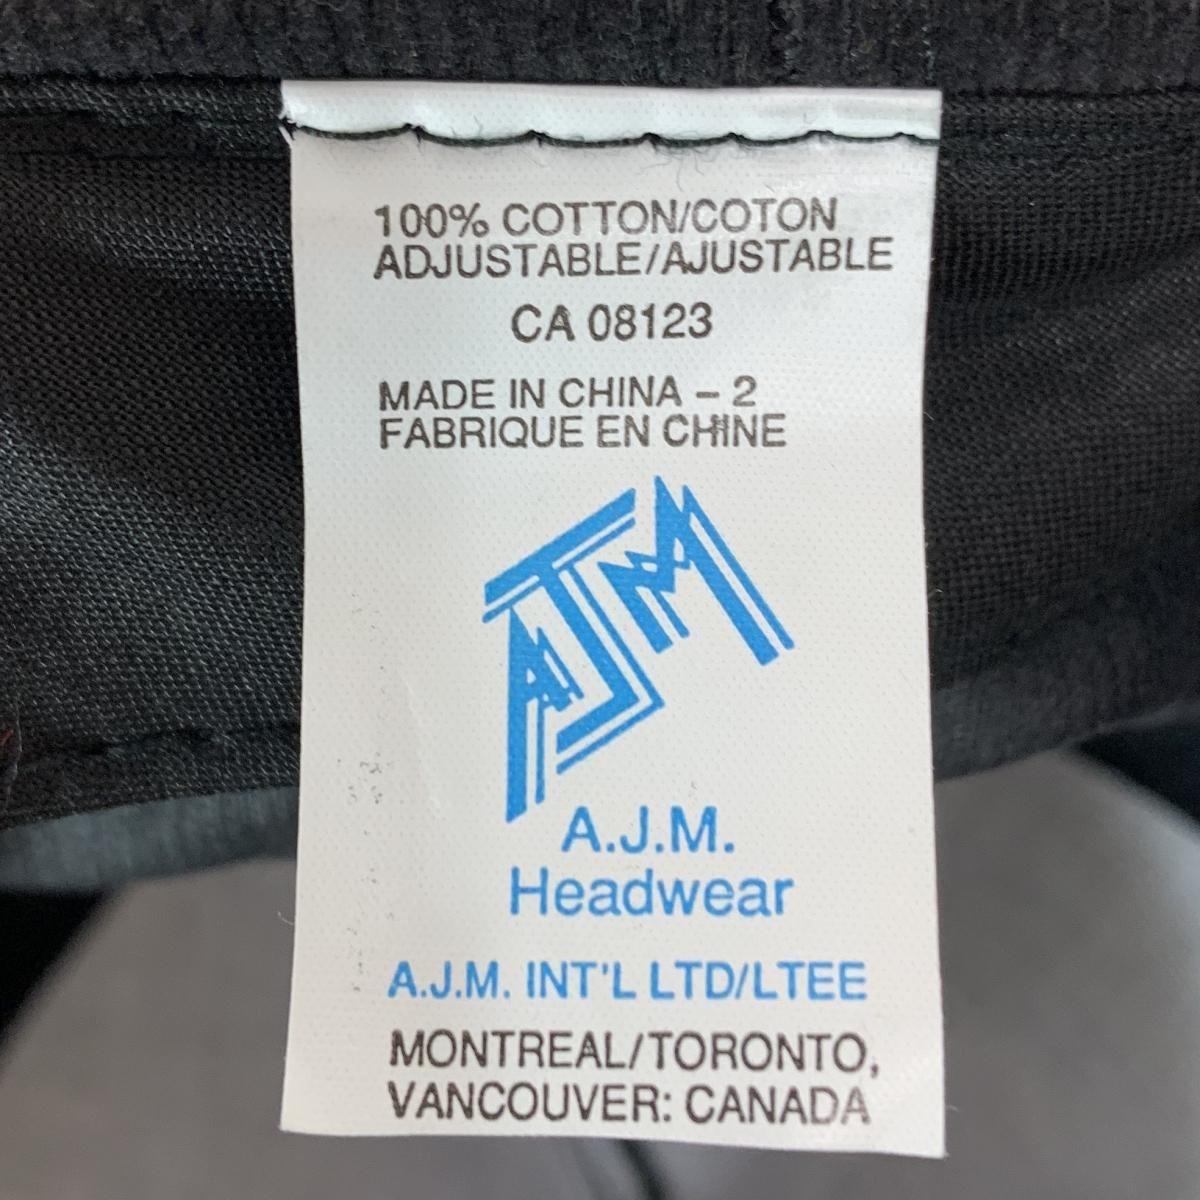 100% COTTON/COTON
ADJUSTABLE/AJUSTABLE
CA 08123
MADE IN CHINA – 2
FABRIQUE EN CHINE
AJM
A.J.M.
Headwear
A.J.M. INT'L LTD/LTEE
MONTREAL/TORONTO,
VANCOUVER: CANADA